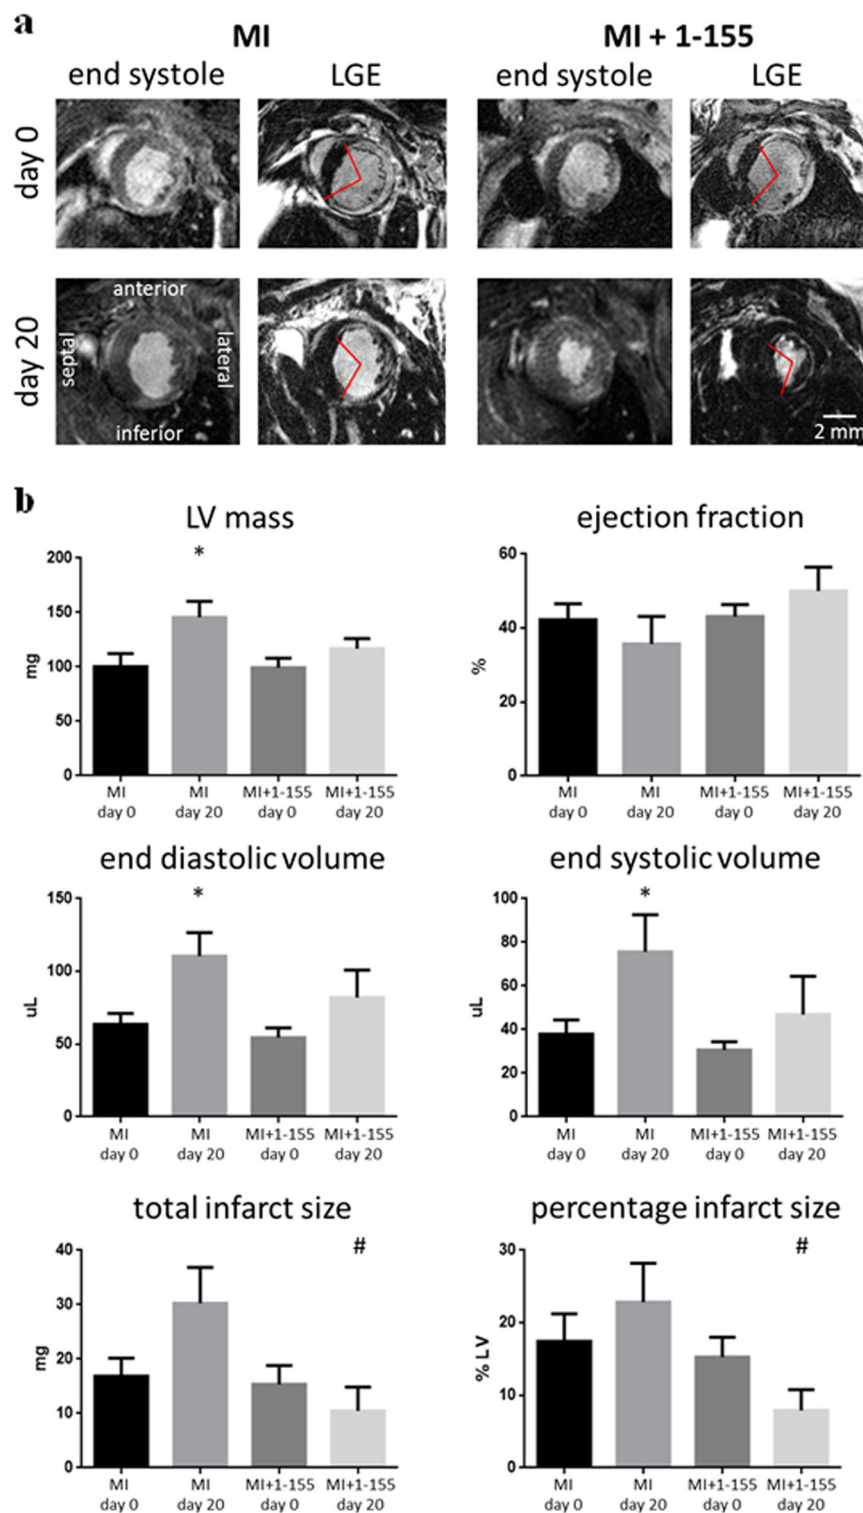 a
MI
MI + 1-155
end systole
LGE
end systole
LGE
day 0
day 20
anterior
septal
lateral
inferior
2 mm
b
LV mass
*
200
150
100
50
0
mg
MI
day 0
MI
day 20
MI+1-155
day 0
MI+1-155
day 20
ejection fraction
60
40
20
0
%
MI
day 0
MI
day 20
MI+1-155
day 0
MI+1-155
day 20
end diastolic volume
*
150
100
50
0
uL
MI
day 0
MI
day 20
MI+1-155
day 0
MI+1-155
day 20
end systolic volume
*
100
80
60
40
20
0
uL
MI
day 0
MI
day 20
MI+1-155
day 0
MI+1-155
day 20
total infarct size
#
40
30
20
10
0
mg
MI
day 0
MI
day 20
MI+1-155
day 0
MI+1-155
day 20
percentage infarct size
#
30
20
10
0
% LV
MI
day 0
MI
day 20
MI+1-155
day 0
MI+1-155
day 20